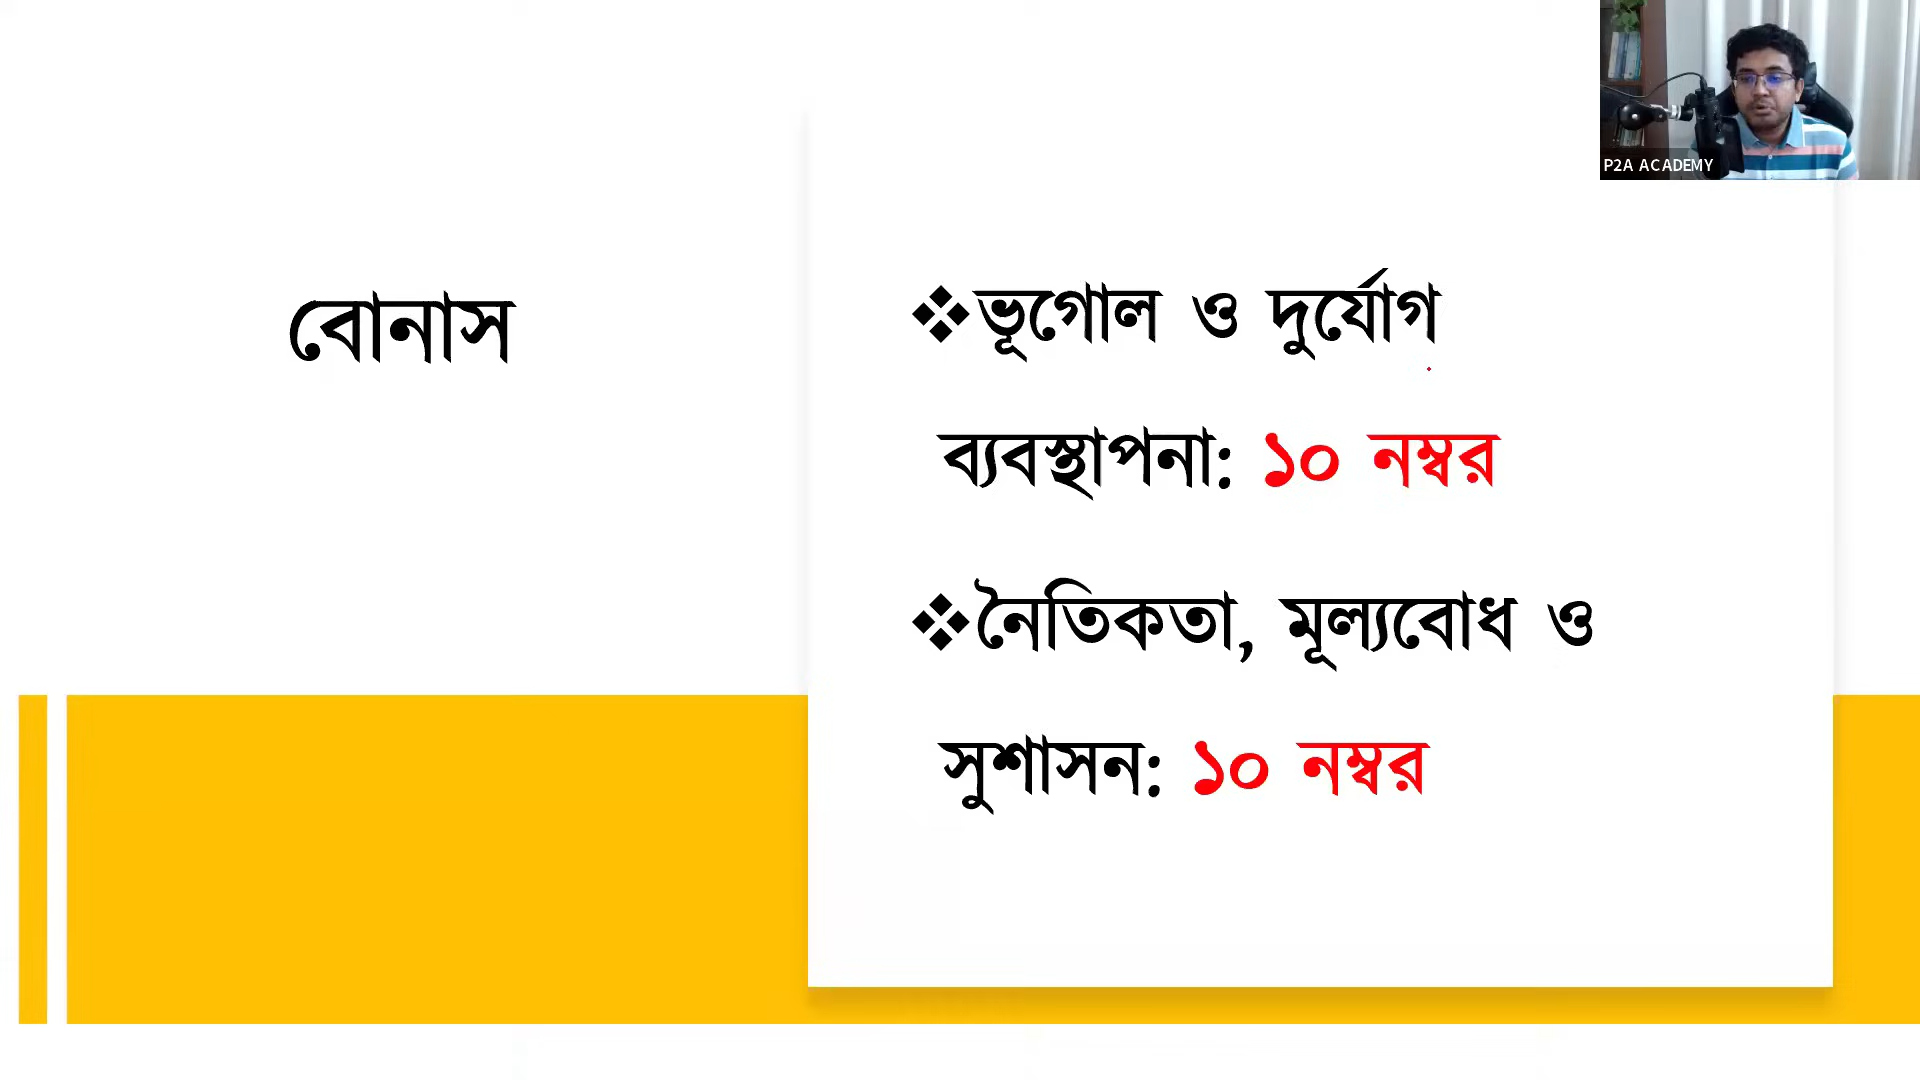 P2A ACADEMY
বোনাস
❖ভূগোল ও দুর্যোগ
ব্যবস্থাপনা: ১০ নম্বর
❖নৈতিকতা, মূল্যবোধ ও
সুশাসন: ১০ নম্বর